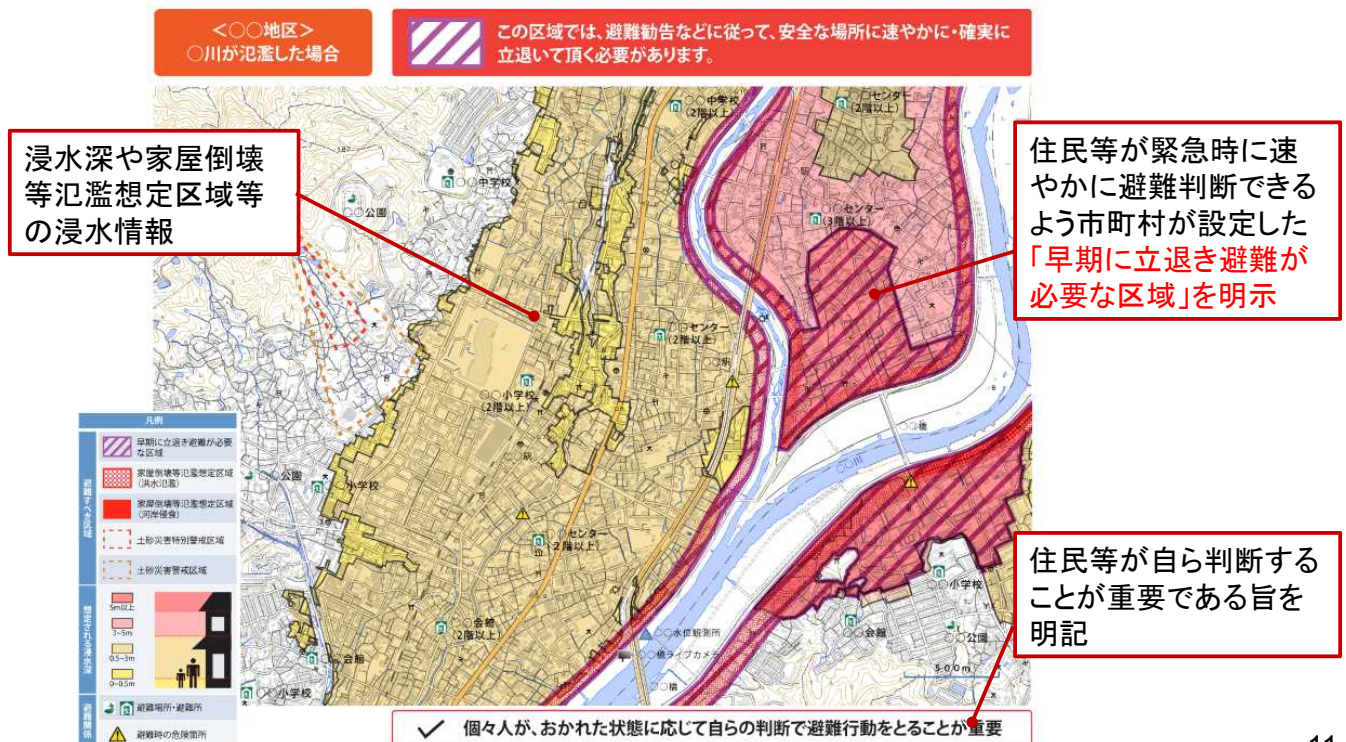 <○○地区>
○川が氾濫した場合
この区域では、避難勧告などに従って、安全な場所に速やかに・確実に
立退いて頂く必要があります。
浸水深や家屋倒壊
等氾濫想定区域等
の浸水情報
住民等が緊急時に速
やかに避難判断できる
よう市町村が設定した
「早期に立退き避難が
必要な区域」を明示
住民等が自ら判断する
ことが重要である旨を
明記
○○中学校
(2階以上)
○○センター
(2階以上)
○○中学校
○○公園
○○センター
(3階以上)
○○センター
(2階以上)
○○小学校
(2階以上)
○○橋
○○川
○○公園
○小学校
○センター
(2階以上)
○○小学校
○○会館
(2階以上)
○○水位観測所
○○橋ライブカメラ
○○会館
○○公園
○○橋
500m
○会館
○○小学校
凡例
避難すべき区域
早期に立退き避難が必要
な区域
家屋倒壊等氾濫想定区域
(洪水氾濫)
家屋倒壊等氾濫想定区域
(河岸侵食)
土砂災害特別警戒区域
土砂災害警戒区域
想定される浸水深
5m以上
3~5m
0.5~3m
0~0.5m
避難関係
避難場所・避難所
避難時の危険箇所
✓ 個々人が、おかれた状態に応じて自らの判断で避難行動をとることが重要